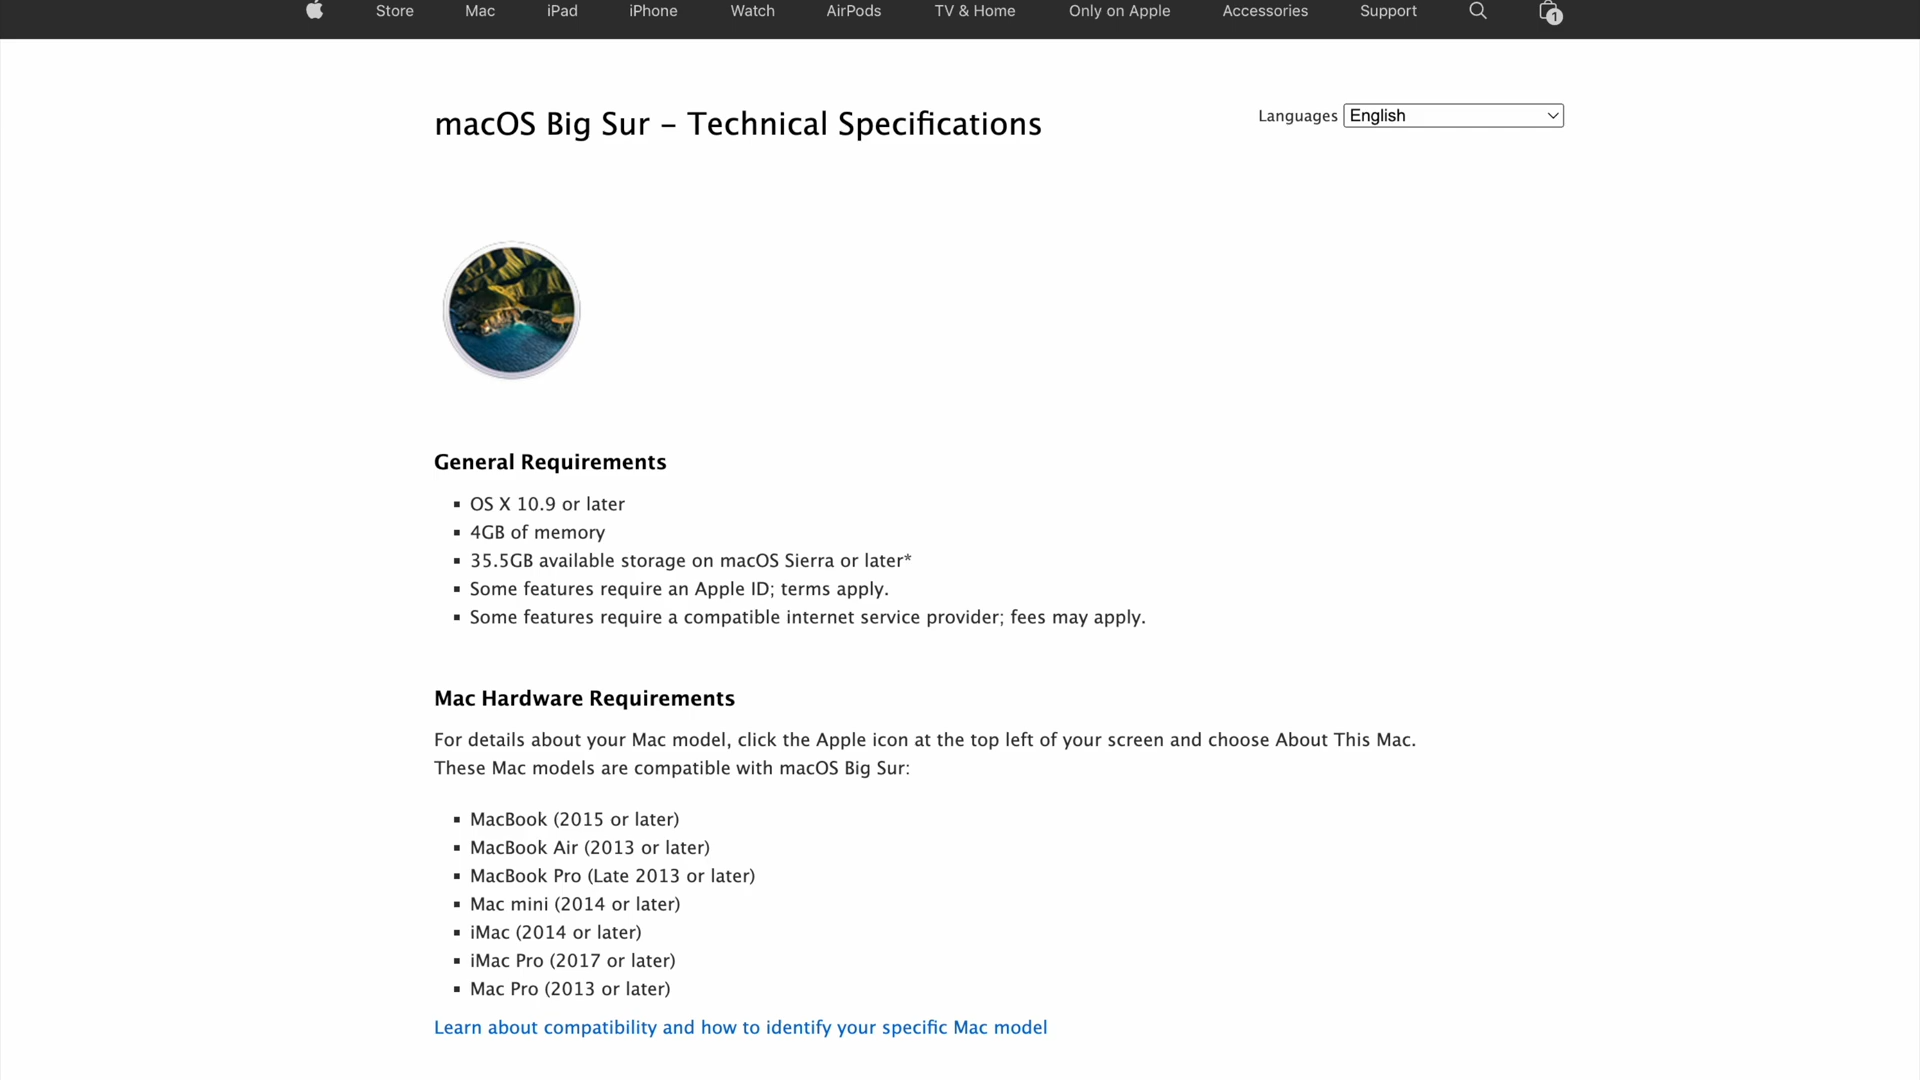 Store Mac iPad iPhone Watch AirPods TV & Home Only on Apple Accessories Support 1
macOS Big Sur – Technical Specifications
Languages English
General Requirements
OS X 10.9 or later
4GB of memory
35.5GB available storage on macOS Sierra or later*
Some features require an Apple ID; terms apply.
Some features require a compatible internet service provider; fees may apply.
Mac Hardware Requirements
For details about your Mac model, click the Apple icon at the top left of your screen and choose About This Mac.
These Mac models are compatible with macOS Big Sur:
MacBook (2015 or later)
MacBook Air (2013 or later)
MacBook Pro (Late 2013 or later)
Mac mini (2014 or later)
iMac (2014 or later)
iMac Pro (2017 or later)
Mac Pro (2013 or later)
Learn about compatibility and how to identify your specific Mac model